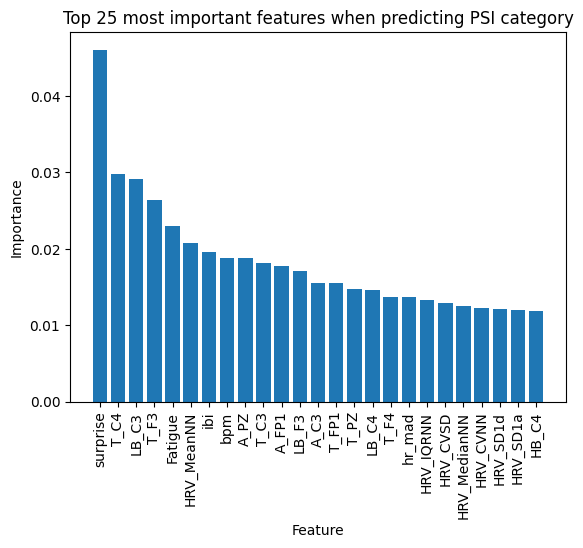 Top 25 most important features when predicting PSI category
Importance
0.04
0.03
0.02
0.01
0.00
surprise
T_C4
LB_C3
T_F3
Fatigue
HRV_MeanNN
ibi
bpm
A_PZ
T_C3
A_FP1
LB_F3
A_C3
T_FP1
T_PZ
LB_C4
T_F4
hr_mad
HRV_IQRNN
HRV_CVSD
HRV_MedianNN
HRV_CVNN
HRV_SD1d
HRV_SD1a
HB_C4
Feature